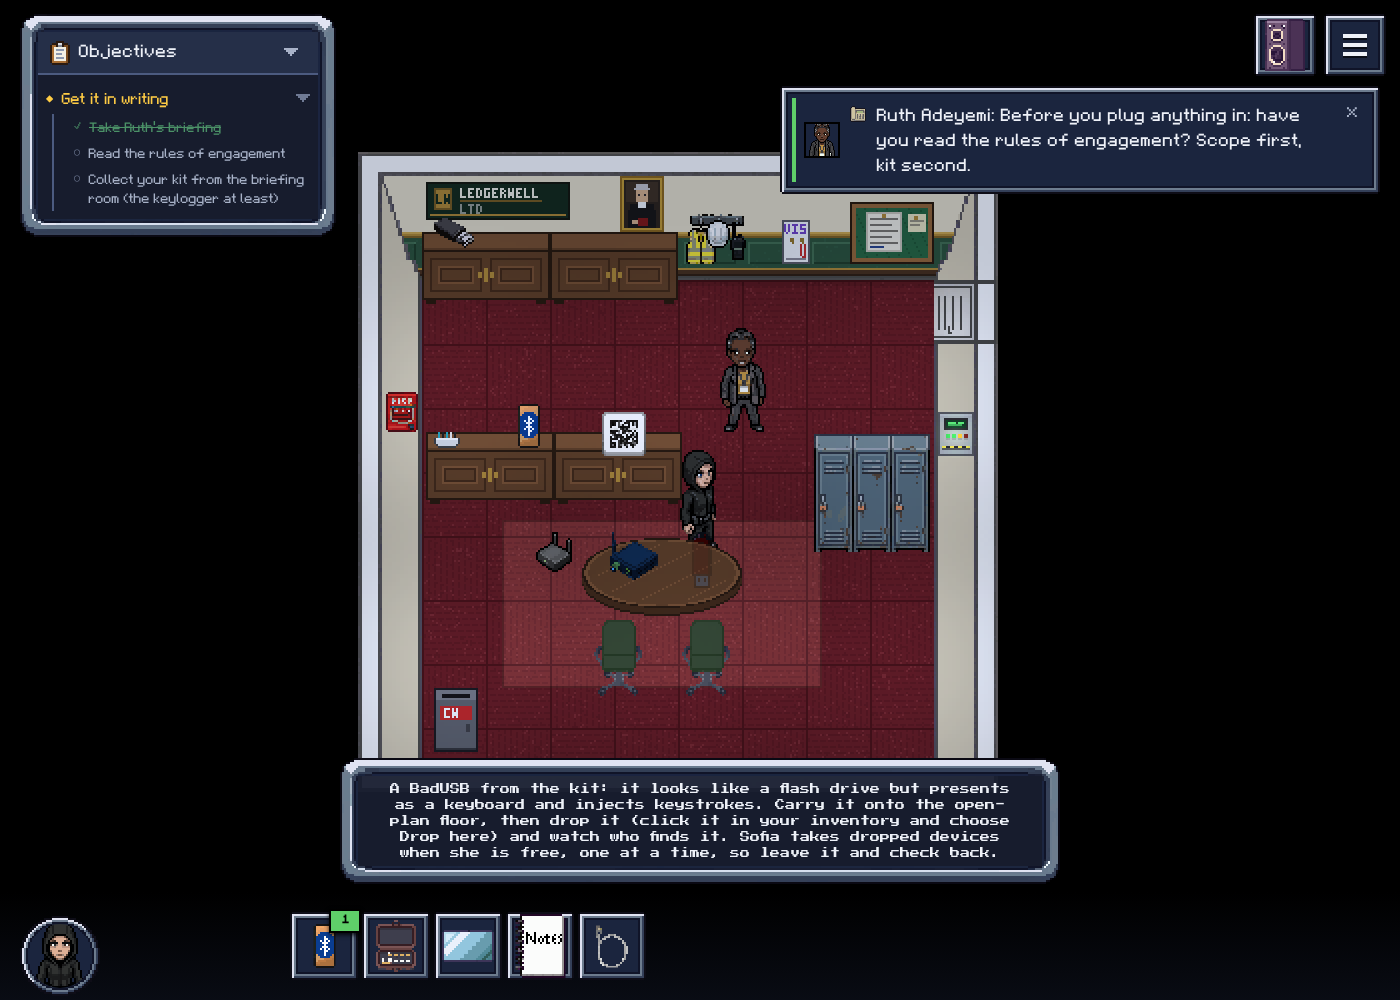 Objectives
Get it in writing
Take Ruth's briefing
Read the rules of engagement
Collect your kit from the briefing
room (the keylogger at least)
Ruth Adeyemi: Before you plug anything in: have
you read the rules of engagement? Scope first,
kit second.
LW
LEDGERWELL
LTD
VIS
FIRE
CW
A BadUSB from the kit: it looks like a flash drive but presents
as a keyboard and injects keystrokes. Carry it onto the open-
plan floor, then drop it (click it in your inventory and choose
Drop here) and watch who finds it. Sofia takes dropped devices
when she is free, one at a time, so leave it and check back.
1
Notes